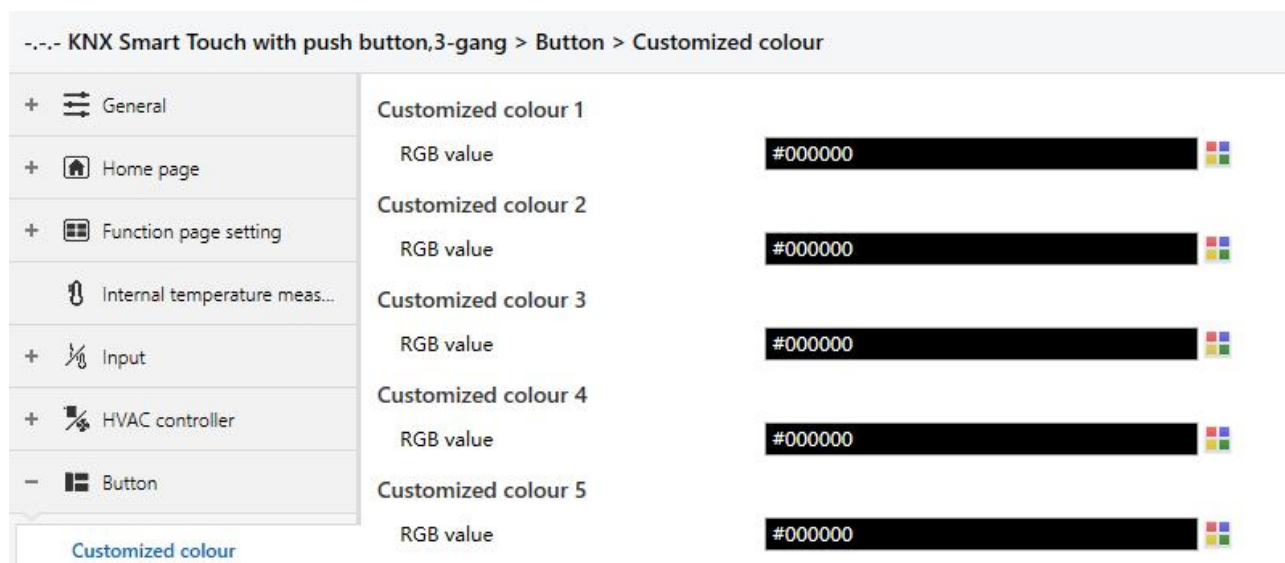 -.-.- KNX Smart Touch with push button,3-gang > Button > Customized colour
+ General
+ Home page
+ Function page setting
Internal temperature meas...
+ Input
+ HVAC controller
− Button
Customized colour
Customized colour 1
RGB value #000000
Customized colour 2
RGB value #000000
Customized colour 3
RGB value #000000
Customized colour 4
RGB value #000000
Customized colour 5
RGB value #000000